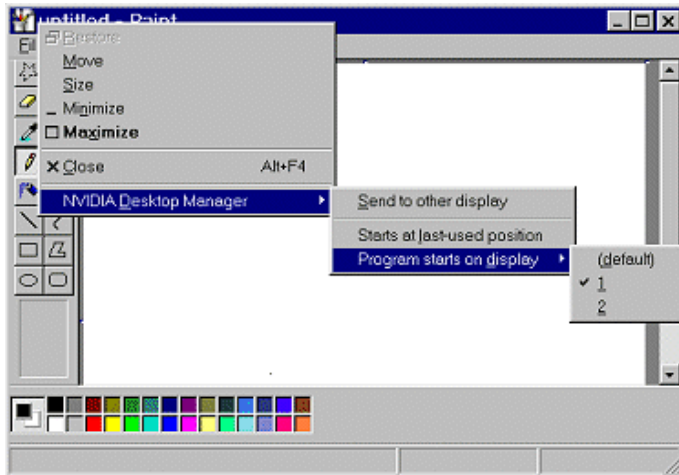 untitled - Paint
Restore
Move
Size
Minimize
Maximize
Close Alt+F4
NVIDIA Desktop Manager
Send to other display
Starts at last-used position
Program starts on display
(default)
1
2